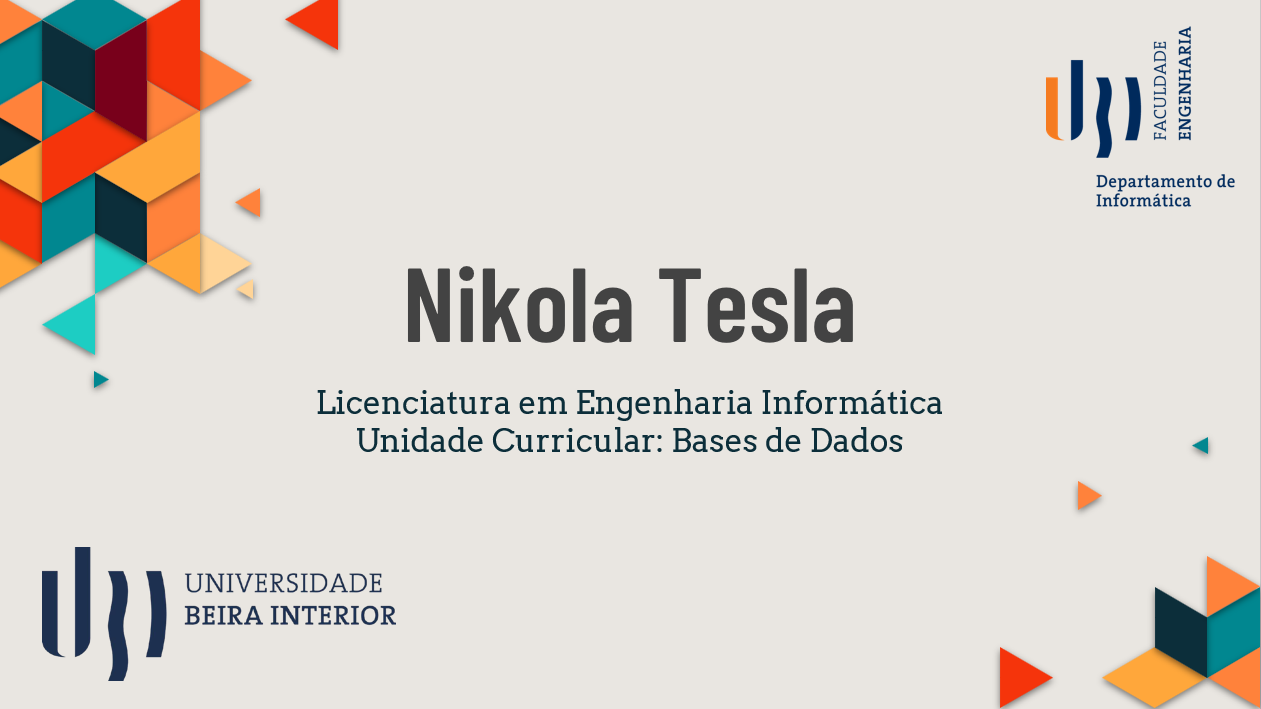 FACULDADE
ENGENHARIA
Departamento de
Informática
Nikola Tesla
Licenciatura em Engenharia Informática
Unidade Curricular: Bases de Dados
ubi
UNIVERSIDADE
BEIRA INTERIOR